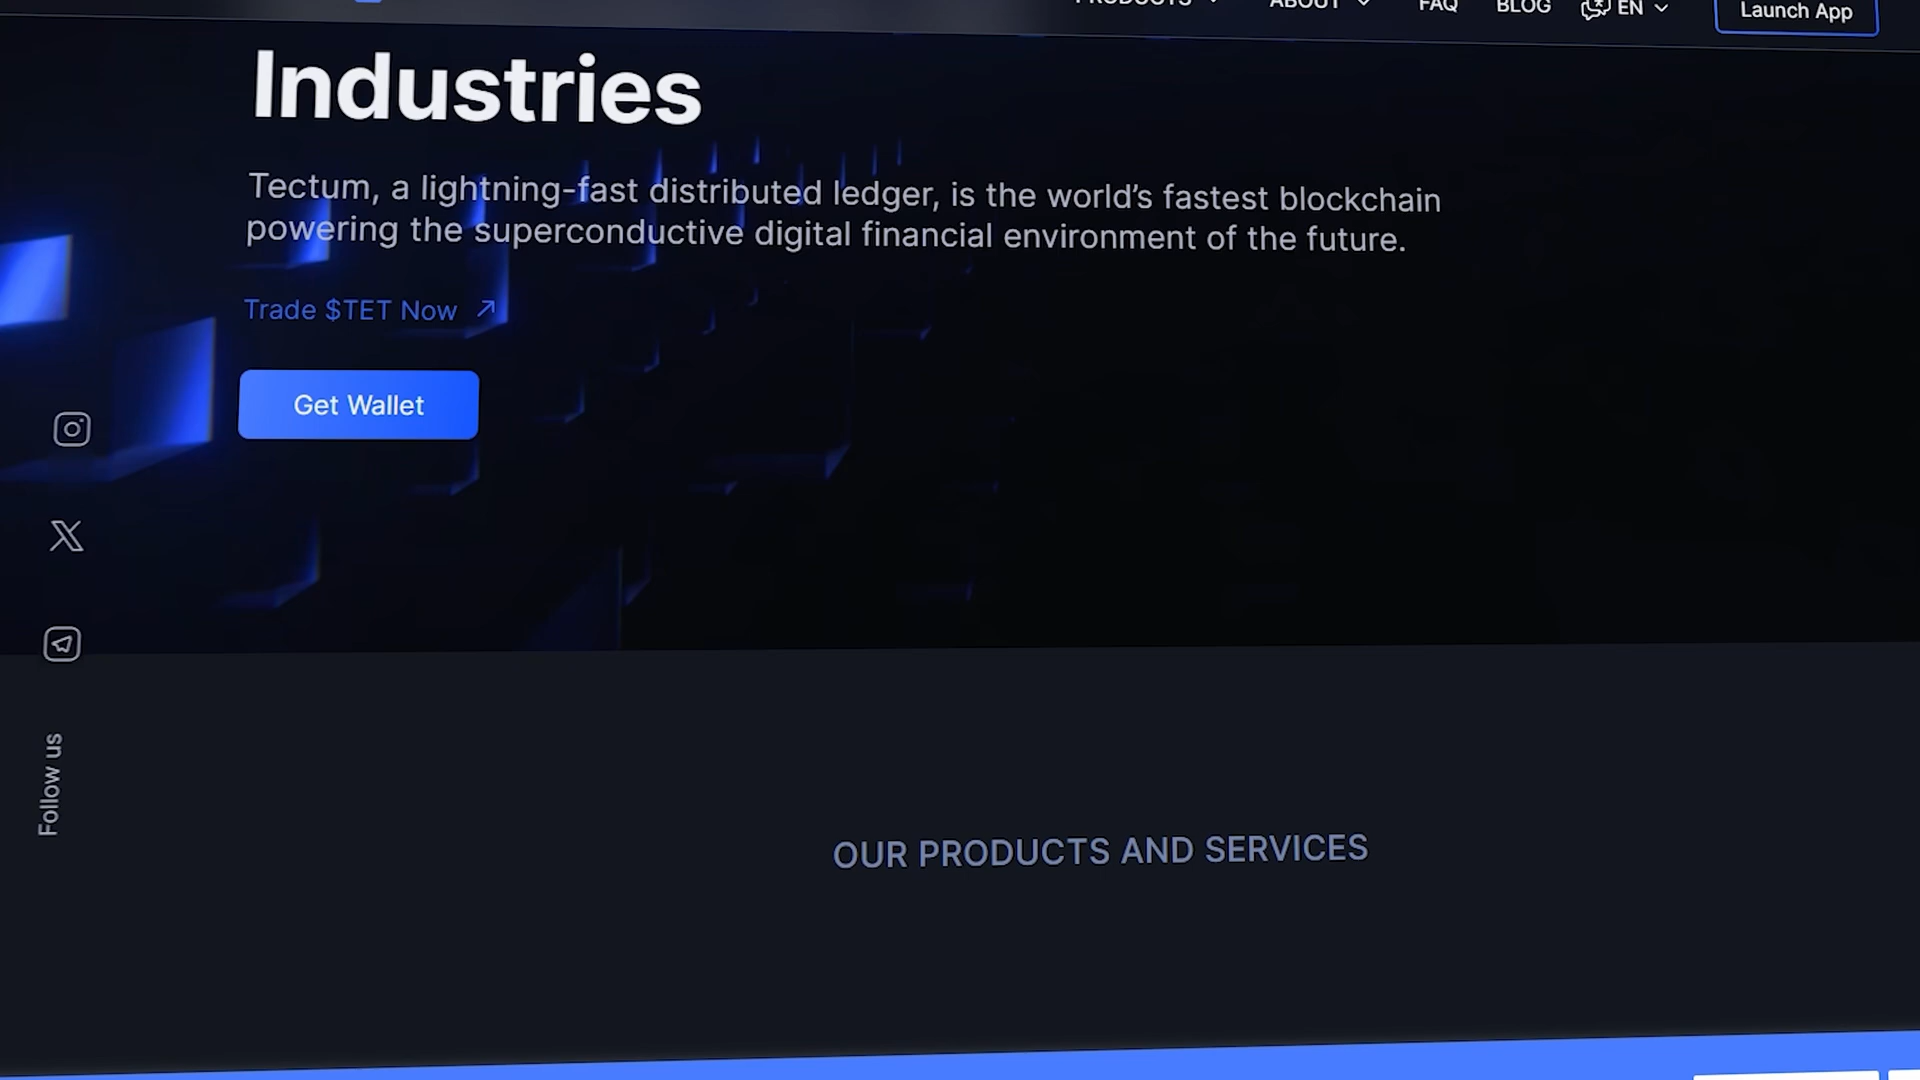 PRODUCTS
ABOUT
FAQ
BLOG
EN
Launch App
Industries
Tectum, a lightning-fast distributed ledger, is the world’s fastest blockchain
powering the superconductive digital financial environment of the future.
Trade $TET Now
Get Wallet
Follow us
OUR PRODUCTS AND SERVICES